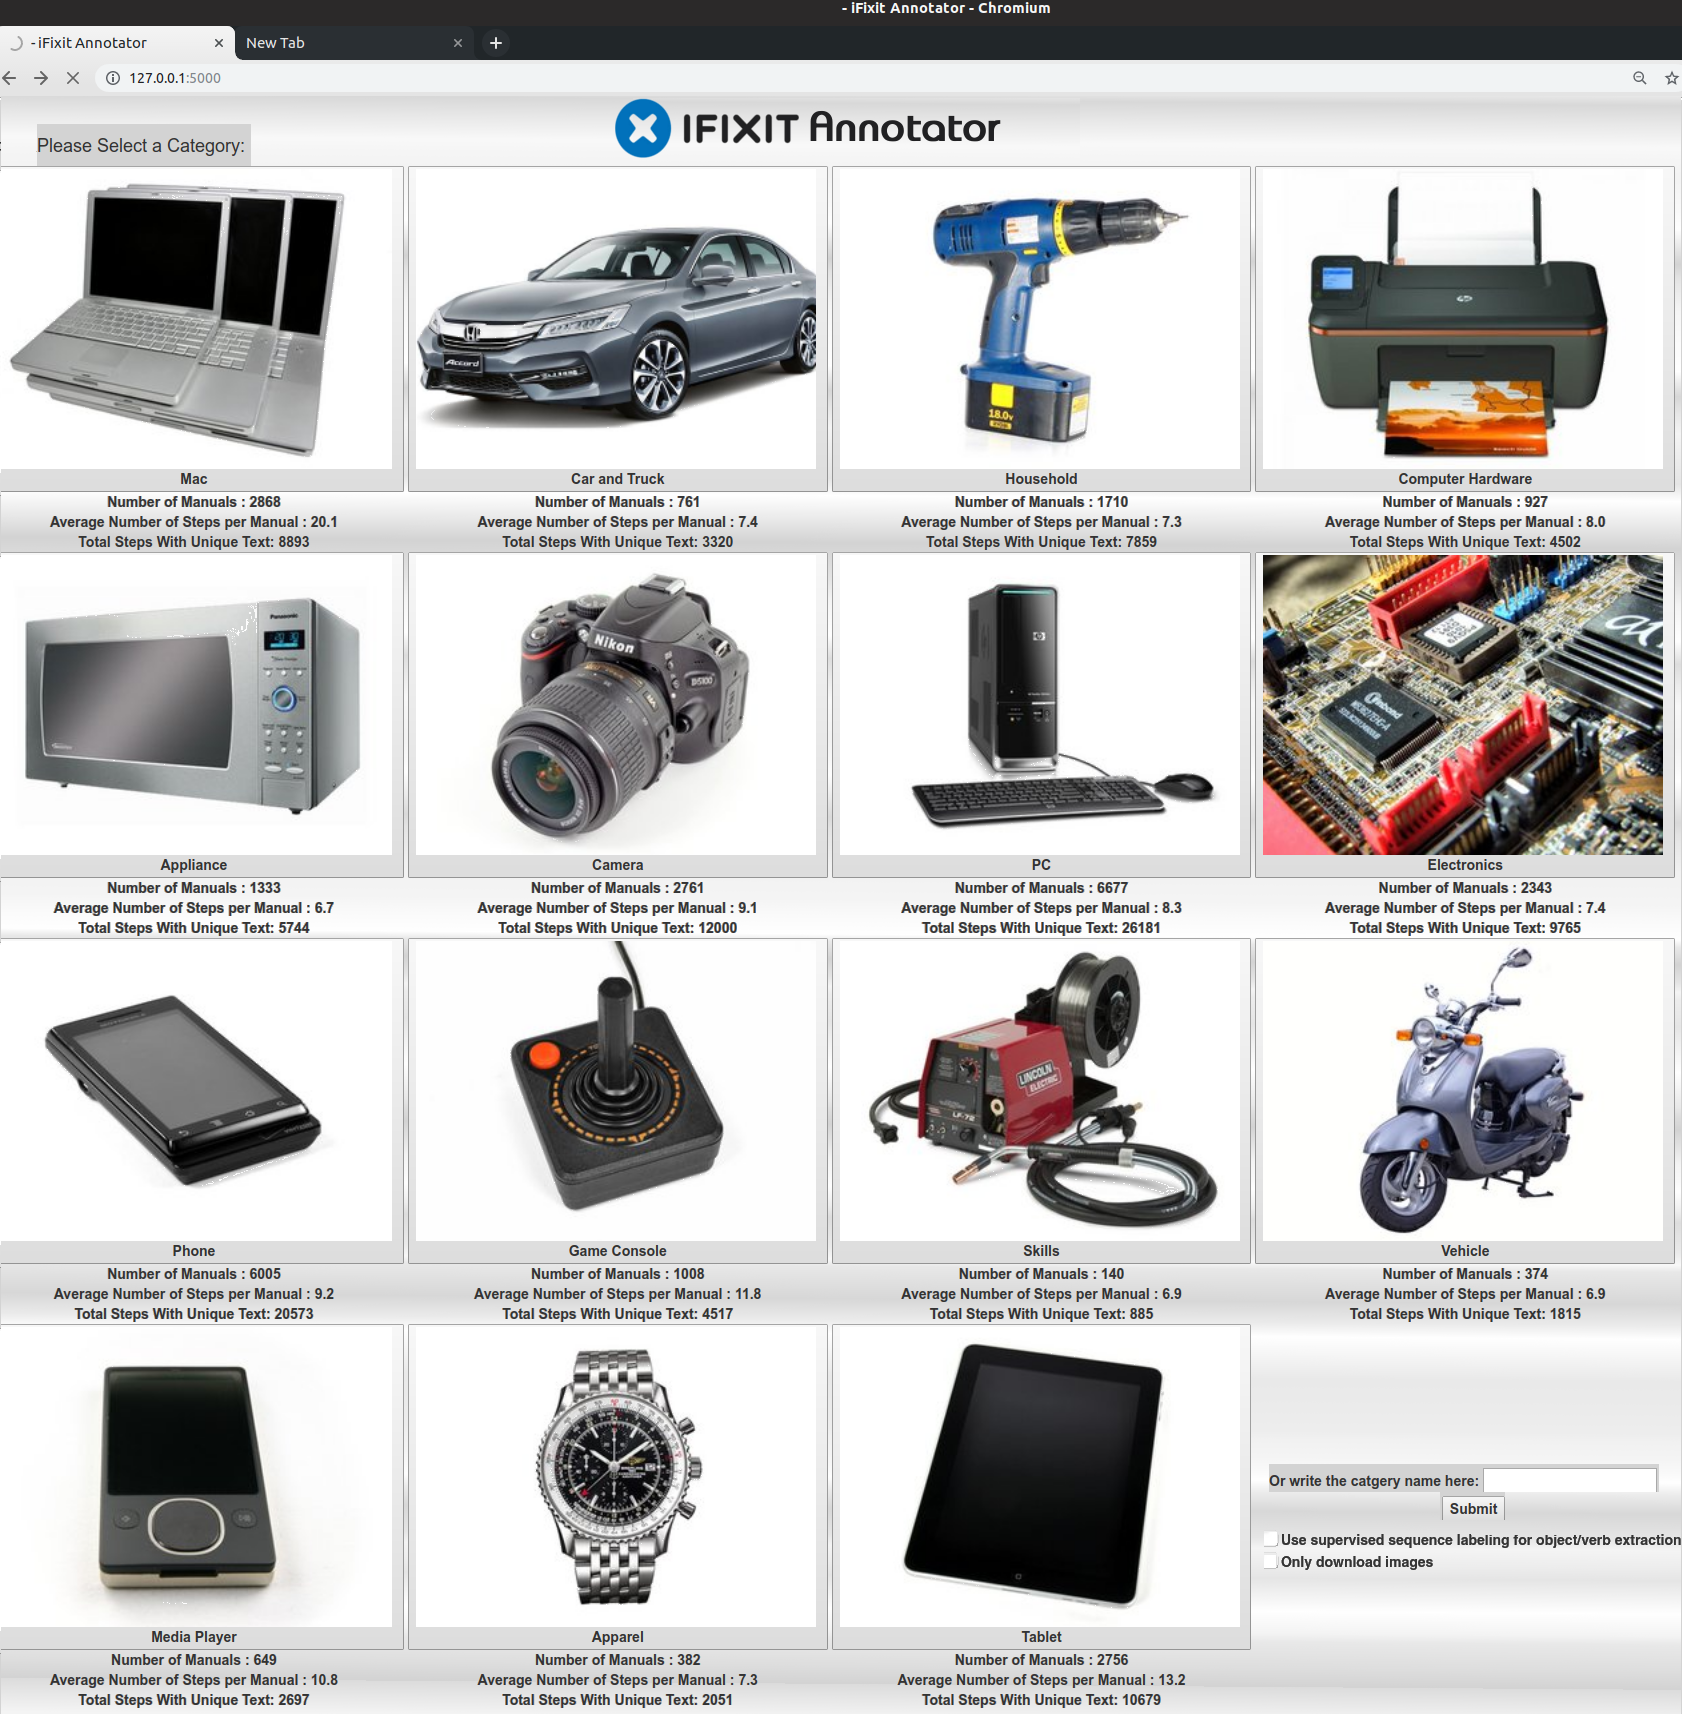 - iFixit Annotator - Chromium
- iFixit Annotator
New Tab
127.0.0.1:5000
IFIXIT Annotator
Please Select a Category:
Accord
18.0v
hp
Mac
Car and Truck
Household
Computer Hardware
Number of Manuals : 2868
Average Number of Steps per Manual : 20.1
Total Steps With Unique Text: 8893
Number of Manuals : 761
Average Number of Steps per Manual : 7.4
Total Steps With Unique Text: 3320
Number of Manuals : 1710
Average Number of Steps per Manual : 7.3
Total Steps With Unique Text: 7859
Number of Manuals : 927
Average Number of Steps per Manual : 8.0
Total Steps With Unique Text: 4502
Panasonic
Nikon
D5100
hp
Winbond
Appliance
Camera
PC
Electronics
Number of Manuals : 1333
Average Number of Steps per Manual : 6.7
Total Steps With Unique Text: 5744
Number of Manuals : 2761
Average Number of Steps per Manual : 9.1
Total Steps With Unique Text: 12000
Number of Manuals : 6677
Average Number of Steps per Manual : 8.3
Total Steps With Unique Text: 26181
Number of Manuals : 2343
Average Number of Steps per Manual : 7.4
Total Steps With Unique Text: 9765
verizon
LINCOLN
ELECTRIC
LF-72
Phone
Game Console
Skills
Vehicle
Number of Manuals : 6005
Average Number of Steps per Manual : 9.2
Total Steps With Unique Text: 20573
Number of Manuals : 1008
Average Number of Steps per Manual : 11.8
Total Steps With Unique Text: 4517
Number of Manuals : 140
Average Number of Steps per Manual : 6.9
Total Steps With Unique Text: 885
Number of Manuals : 374
Average Number of Steps per Manual : 6.9
Total Steps With Unique Text: 1815
Or write the catgery name here:
Submit
Use supervised sequence labeling for object/verb extraction
Only download images
Media Player
Apparel
Tablet
Number of Manuals : 649
Average Number of Steps per Manual : 10.8
Total Steps With Unique Text: 2697
Number of Manuals : 382
Average Number of Steps per Manual : 7.3
Total Steps With Unique Text: 2051
Number of Manuals : 2756
Average Number of Steps per Manual : 13.2
Total Steps With Unique Text: 10679